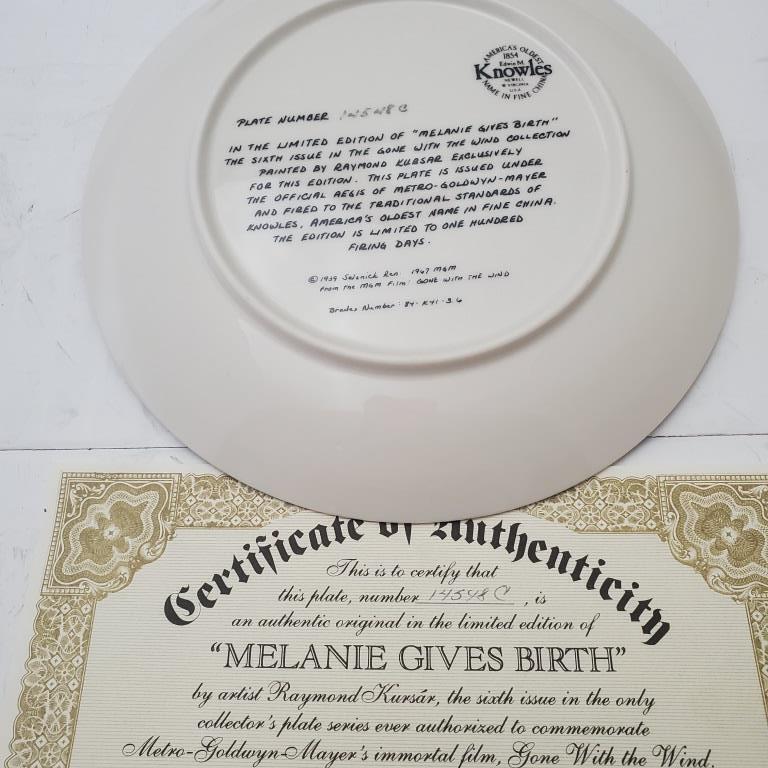 AMERICA'S OLDEST
1854
Edwin M.
Knowles
NEWELL
W. VIRGINIA
U.S.A.
NAME IN FINE CHINA
PLATE NUMBER 14548 C
IN THE LIMITED EDITION OF "MELANIE GIVES BIRTH"
THE SIXTH ISSUE IN THE GONE WITH THE WIND COLLECTION
PAINTED BY RAYMOND KURSAR EXCLUSIVELY
FOR THIS EDITION. THIS PLATE IS ISSUED UNDER
THE OFFICIAL AEGIS OF METRO-GOLDWYN-MAYER
AND FIRED TO THE TRADITIONAL STANDARDS OF
KNOWLES, AMERICA'S OLDEST NAME IN FINE CHINA.
THE EDITION IS LIMITED TO ONE HUNDRED
FIRING DAYS.
© 1939 Selznick Ren. 1967 MGM
From the MGM Film: GONE WITH THE WIND
Bradex Number: 84-K41-3.6
Certificate of Authenticity
This is to certify that
this plate, number 14548 C, is
an authentic original in the limited edition of
"MELANIE GIVES BIRTH"
by artist Raymond Kursár, the sixth issue in the only
collector's plate series ever authorized to commemorate
Metro-Goldwyn-Mayer's immortal film, Gone With the Wind.